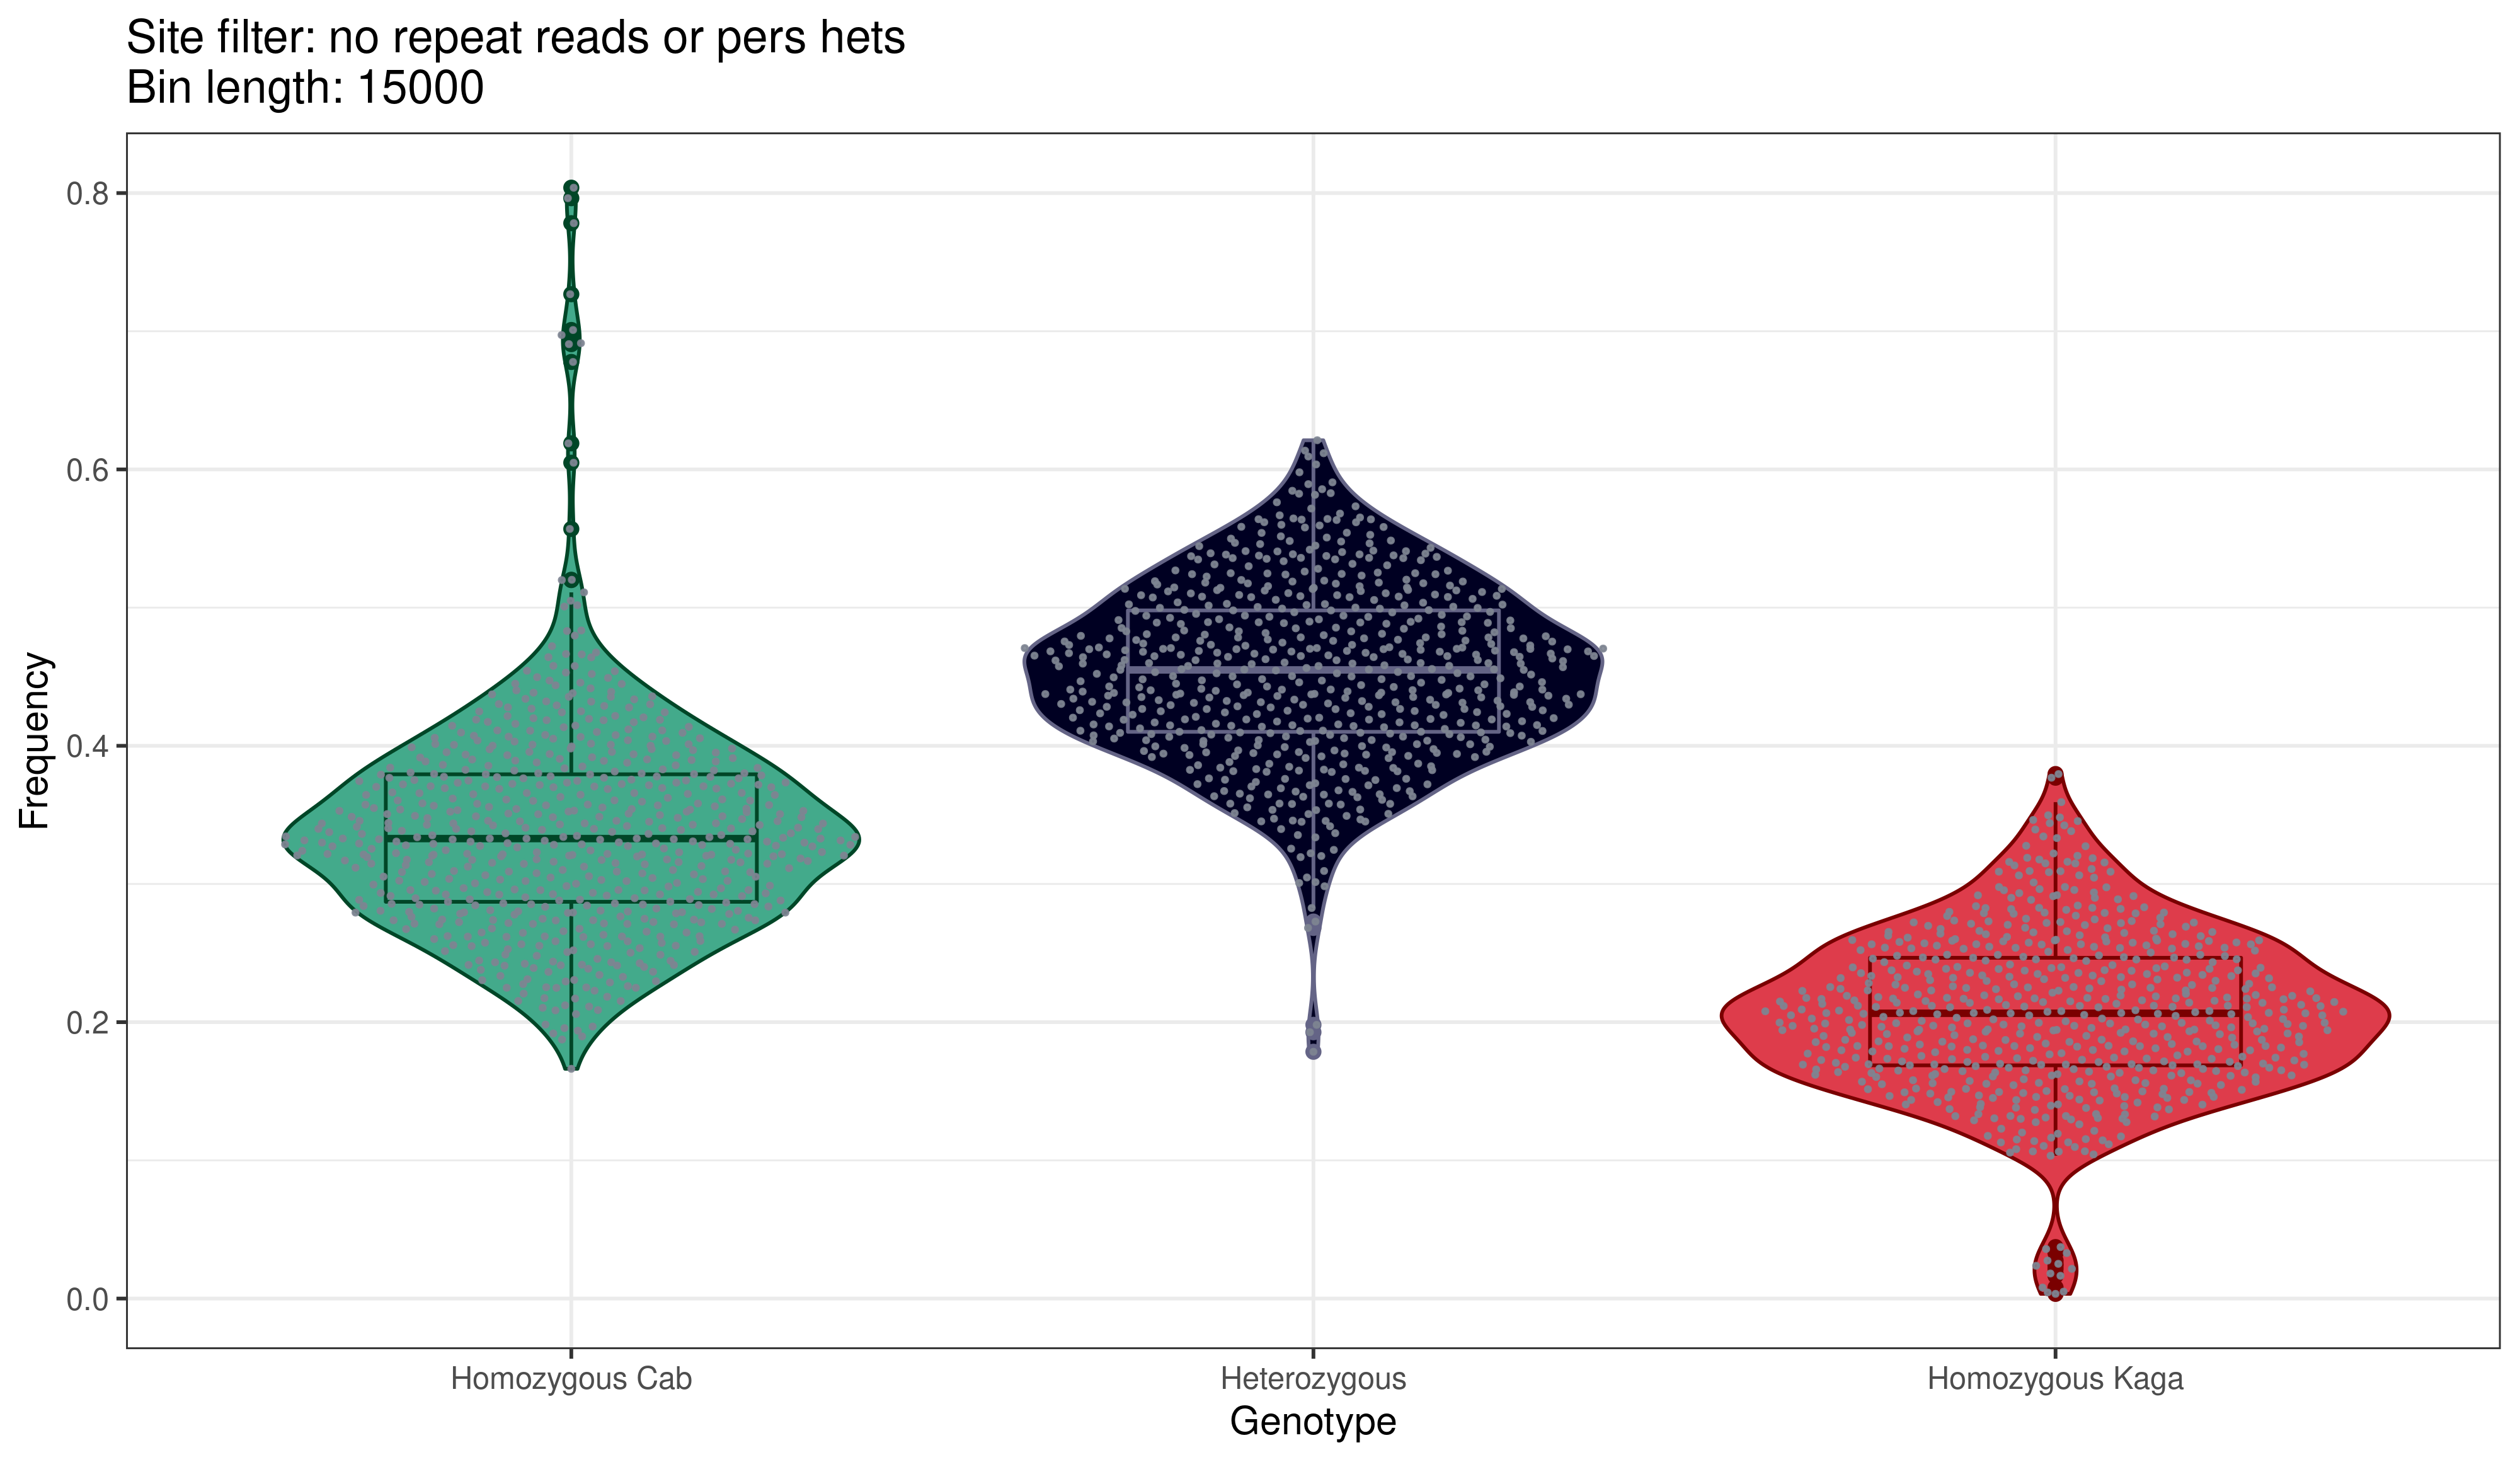 Site filter: no repeat reads or pers hets
Bin length: 15000
0.8
0.6
0.4
0.2
0.0
Frequency
Homozygous Cab
Heterozygous
Homozygous Kaga
Genotype